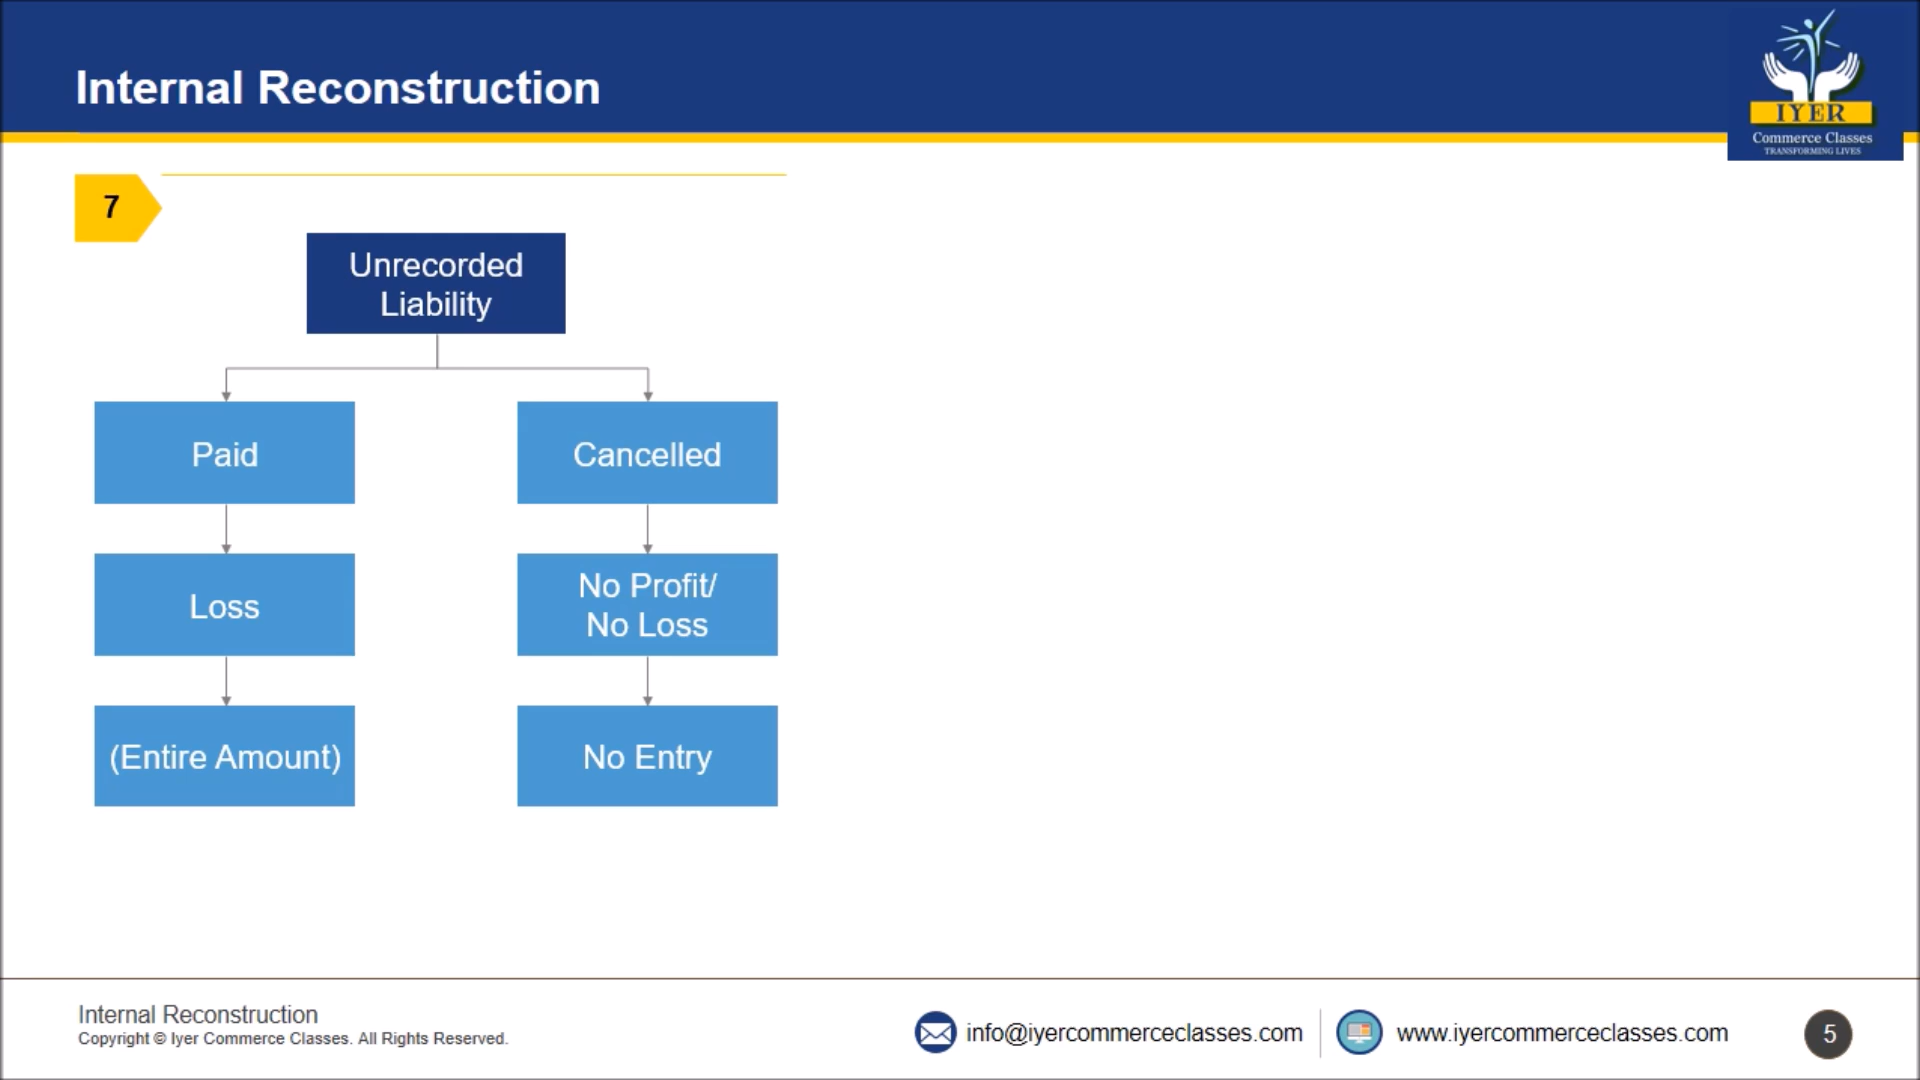 Internal Reconstruction
IYER
Commerce Classes
TRANSFORMING LIVES
7
Unrecorded
Liability
Paid
Cancelled
Loss
No Profit/
No Loss
(Entire Amount)
No Entry
Internal Reconstruction
Copyright © Iyer Commerce Classes. All Rights Reserved.
info@iyercommerceclasses.com
www.iyercommerceclasses.com
5